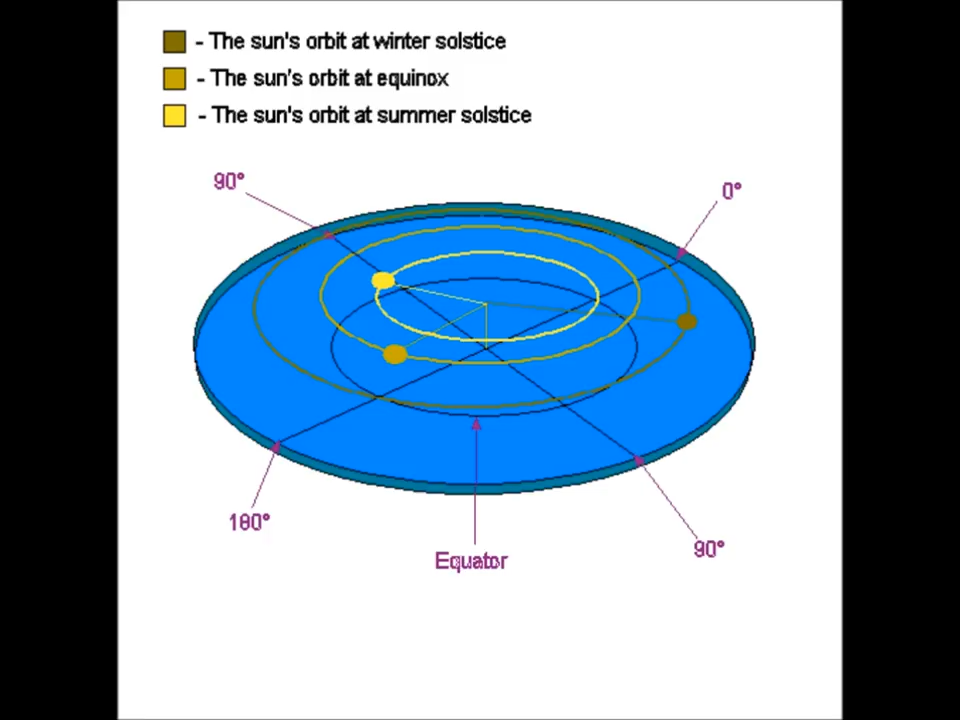 - The sun's orbit at winter solstice
- The sun's orbit at equinox
- The sun's orbit at summer solstice
90°
0°
180°
90°
Equator